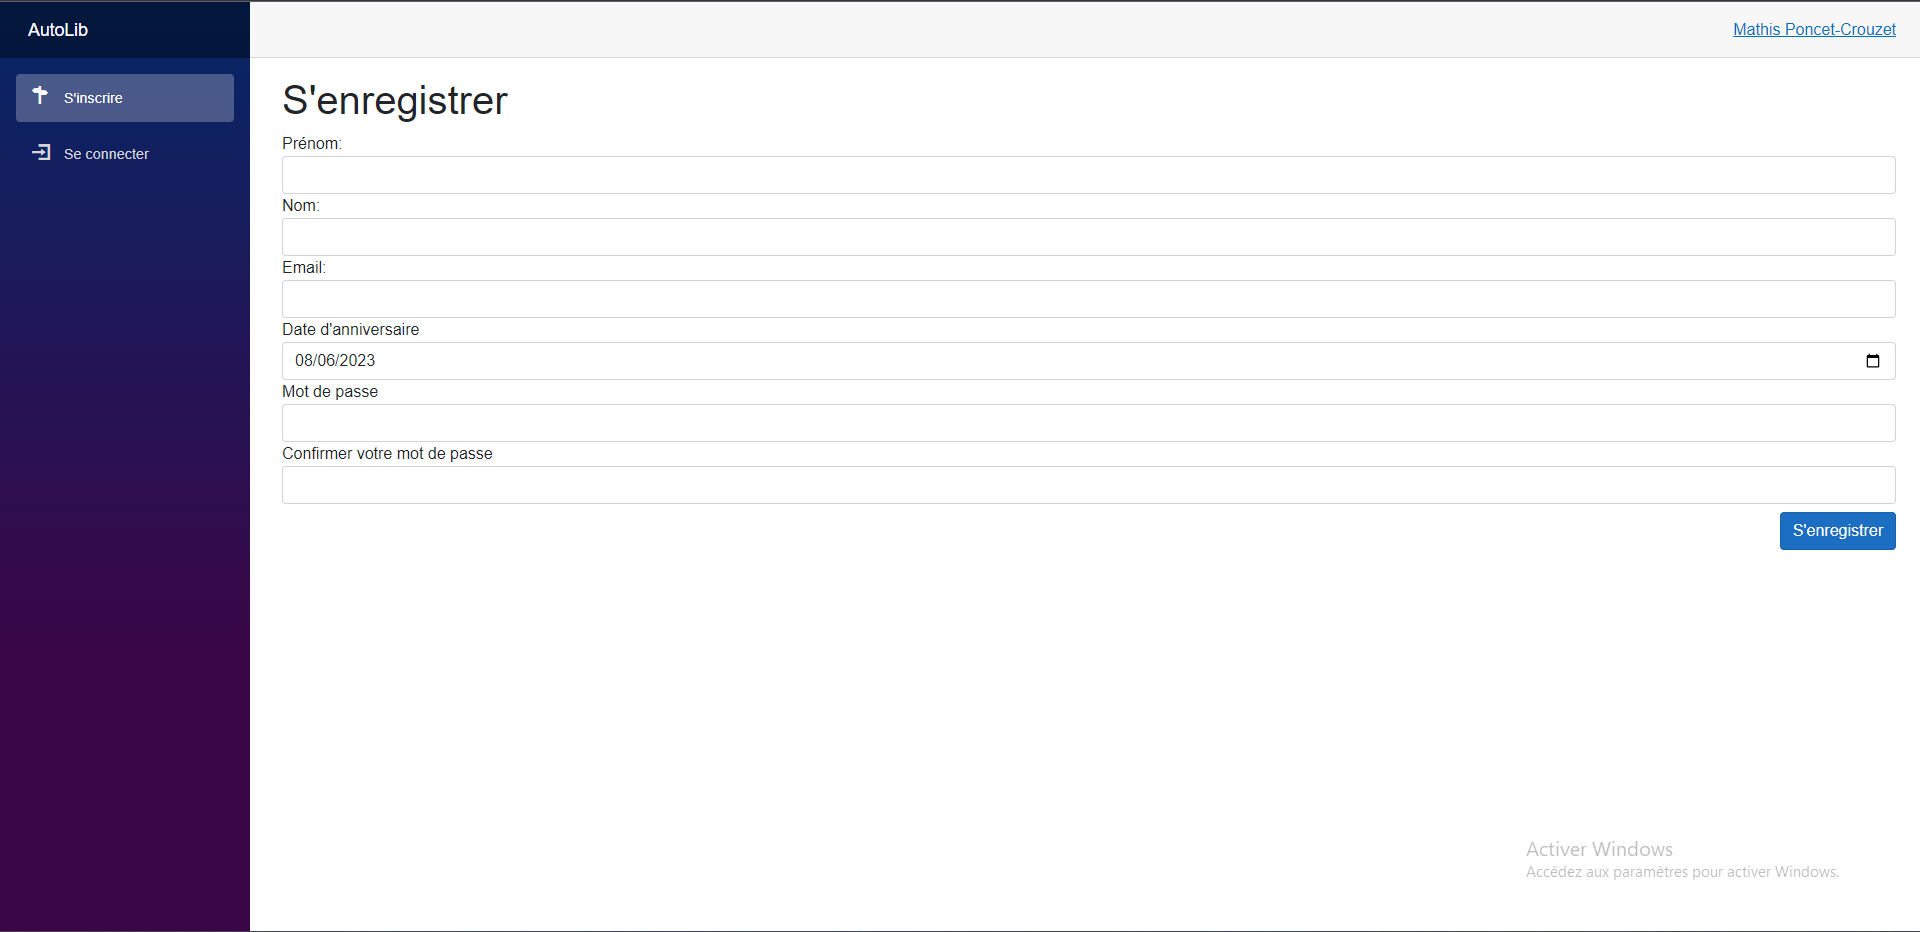 AutoLib
Mathis Poncet-Crouzet
S'inscrire
Se connecter
S'enregistrer
Prénom:
Nom:
Email:
Date d'anniversaire
08/06/2023
Mot de passe
Confirmer votre mot de passe
S'enregistrer
Activer Windows
Accédez aux paramètres pour activer Windows.